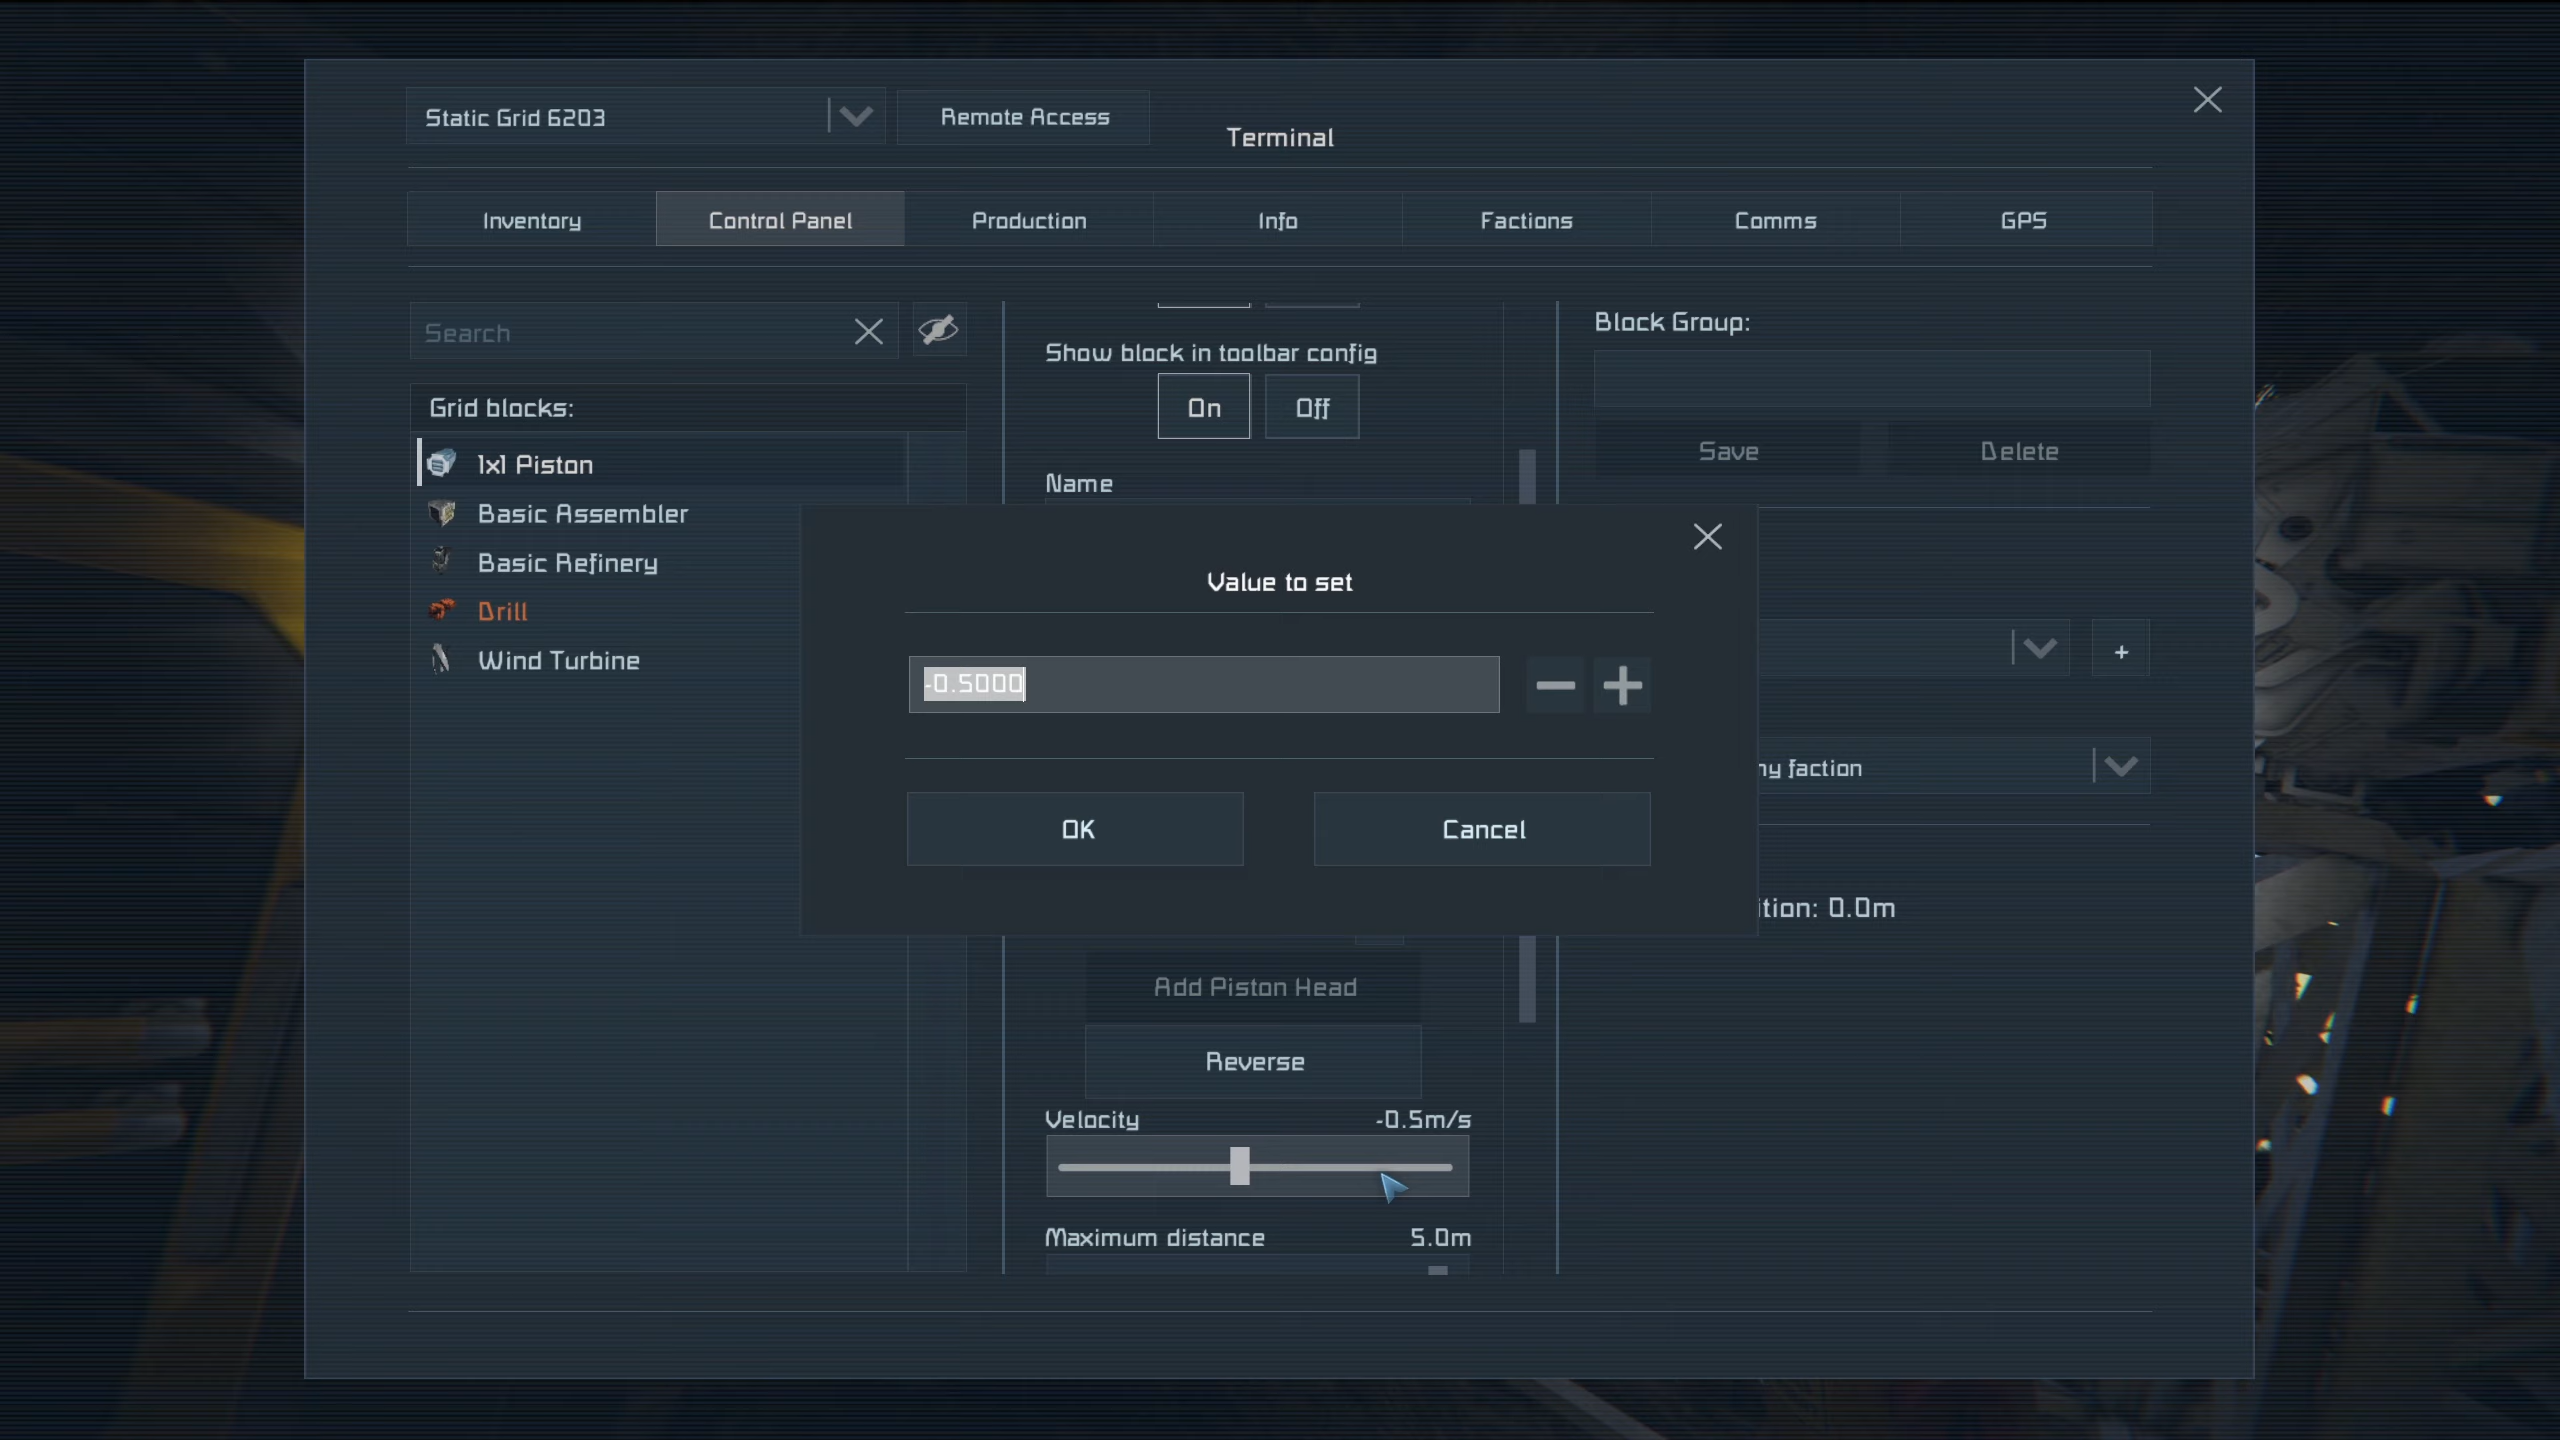 Static Grid 6203
Remote Access
Terminal
Inventory
Control Panel
Production
Info
Factions
Comms
GPS
Search
Grid blocks:
1x1 Piston
Basic Assembler
Basic Refinery
Drill
Wind Turbine
Show block in toolbar config
On
Off
Name
Block Group:
Save
Delete
+
Value to set
-0.5000
OK
Cancel
faction
0.0m
Add Piston Head
Reverse
Velocity
-0.5m/s
Maximum distance
5.0m